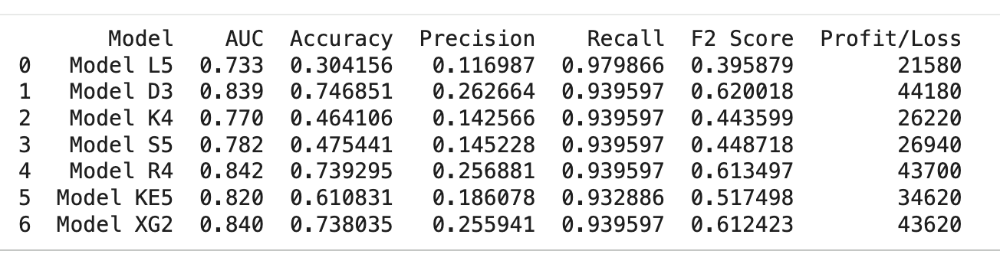 Model AUC Accuracy Precision Recall F2 Score Profit/Loss
0 Model L5 0.733 0.304156 0.116987 0.979866 0.395879 21580
1 Model D3 0.839 0.746851 0.262664 0.939597 0.620018 44180
2 Model K4 0.770 0.464106 0.142566 0.939597 0.443599 26220
3 Model S5 0.782 0.475441 0.145228 0.939597 0.448718 26940
4 Model R4 0.842 0.739295 0.256881 0.939597 0.613497 43700
5 Model KE5 0.820 0.610831 0.186078 0.932886 0.517498 34620
6 Model XG2 0.840 0.738035 0.255941 0.939597 0.612423 43620